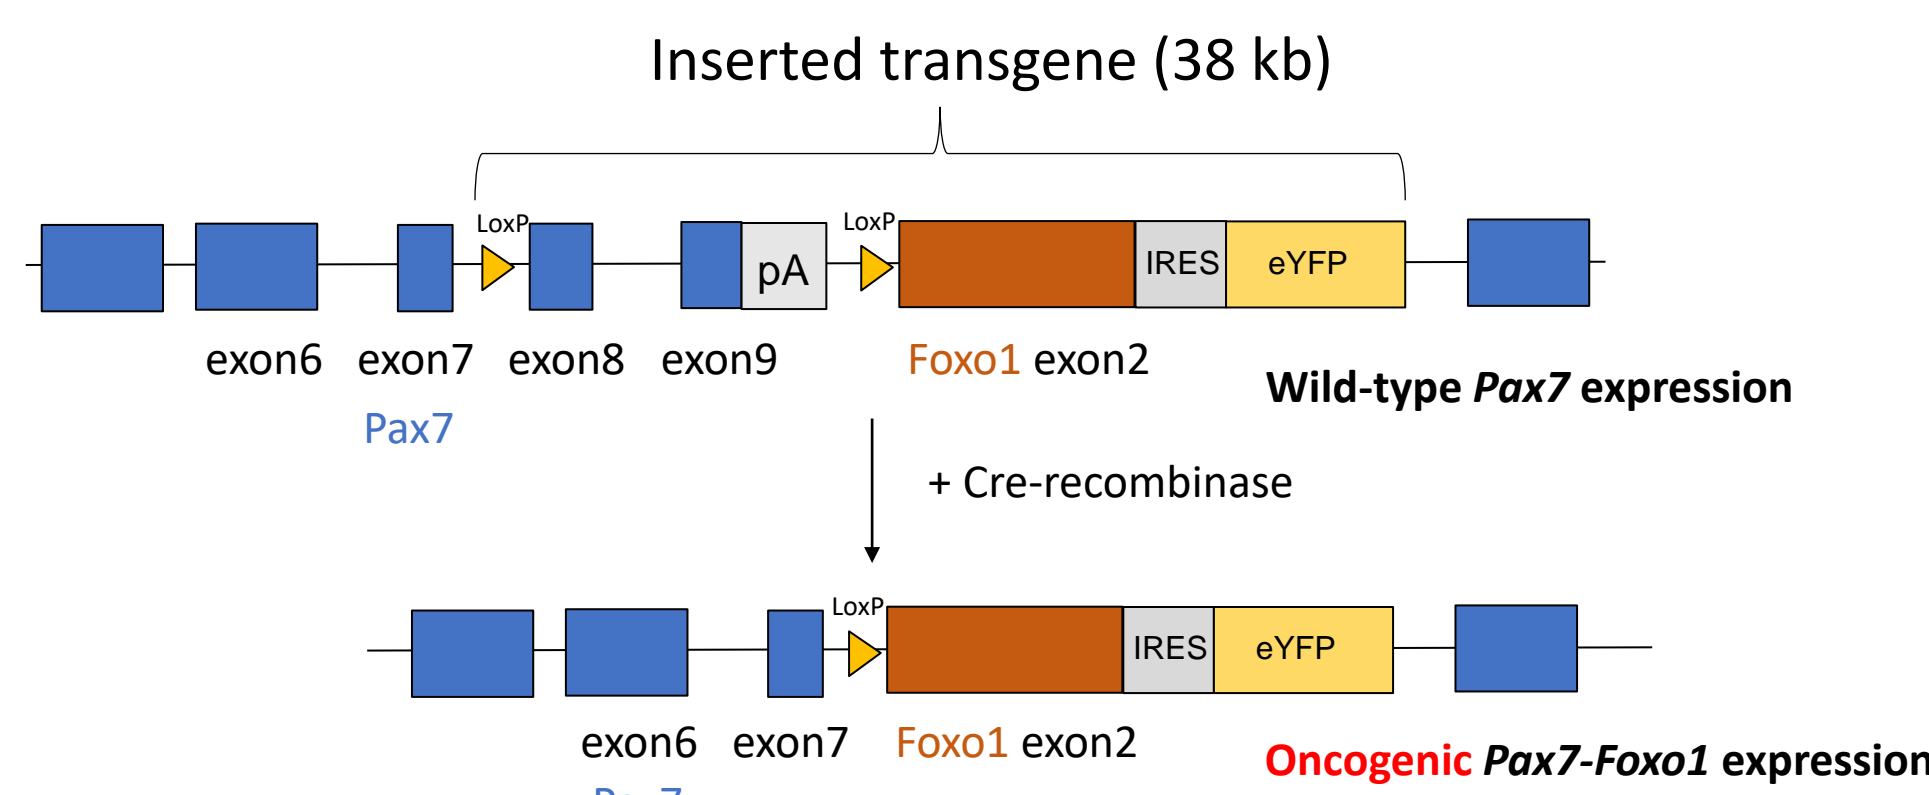 Inserted transgene (38 kb)
LoxP
LoxP
pA
IRES
eYFP
exon6 exon7 exon8 exon9 Foxo1 exon2
Wild-type Pax7 expression
Pax7
+ Cre-recombinase
LoxP
IRES
eYFP
exon6 exon7 Foxo1 exon2
Oncogenic Pax7-Foxo1 expression